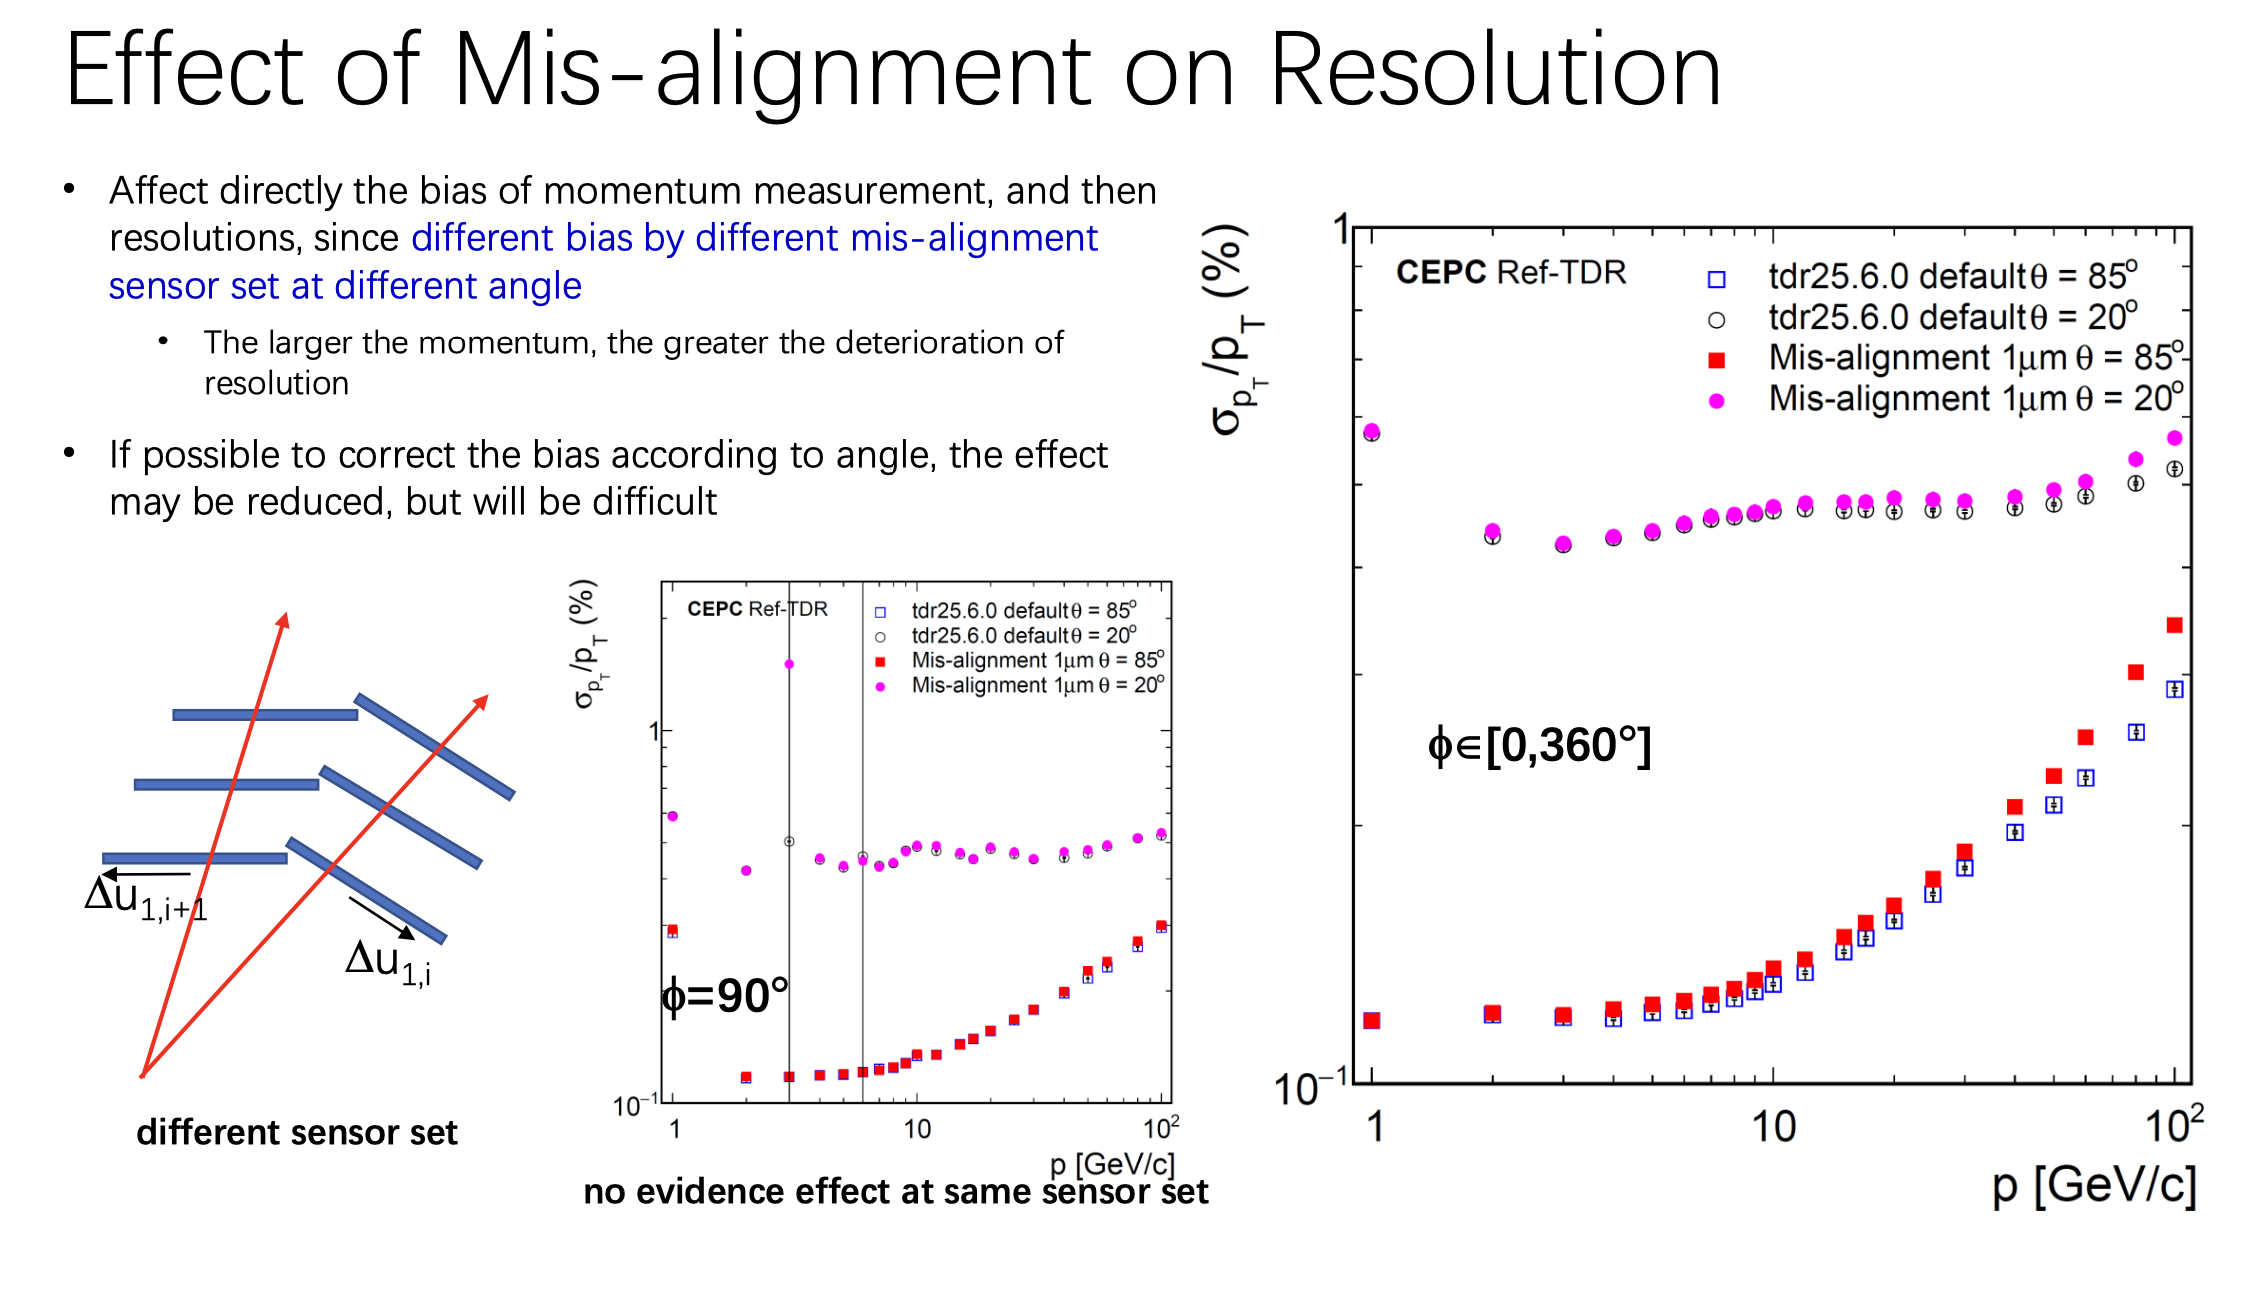 Effect of Mis-alignment on Resolution
• Affect directly the bias of momentum measurement, and then
resolutions, since different bias by different mis-alignment
sensor set at different angle
• The larger the momentum, the greater the deterioration of
resolution
• If possible to correct the bias according to angle, the effect
may be reduced, but will be difficult
Δu1,i+1
Δu1,i
different sensor set
σpT/pT (%)
CEPC Ref-TDR
tdr25.6.0 default θ = 85°
tdr25.6.0 default θ = 20°
Mis-alignment 1μm θ = 85°
Mis-alignment 1μm θ = 20°
1
ϕ=90°
10⁻¹
1 10 10²
p [GeV/c]
no evidence effect at same sensor set
σpT/pT (%)
1
CEPC Ref-TDR
tdr25.6.0 default θ = 85°
tdr25.6.0 default θ = 20°
Mis-alignment 1μm θ = 85°
Mis-alignment 1μm θ = 20°
ϕ∈[0,360°]
10⁻¹
1 10 10²
p [GeV/c]